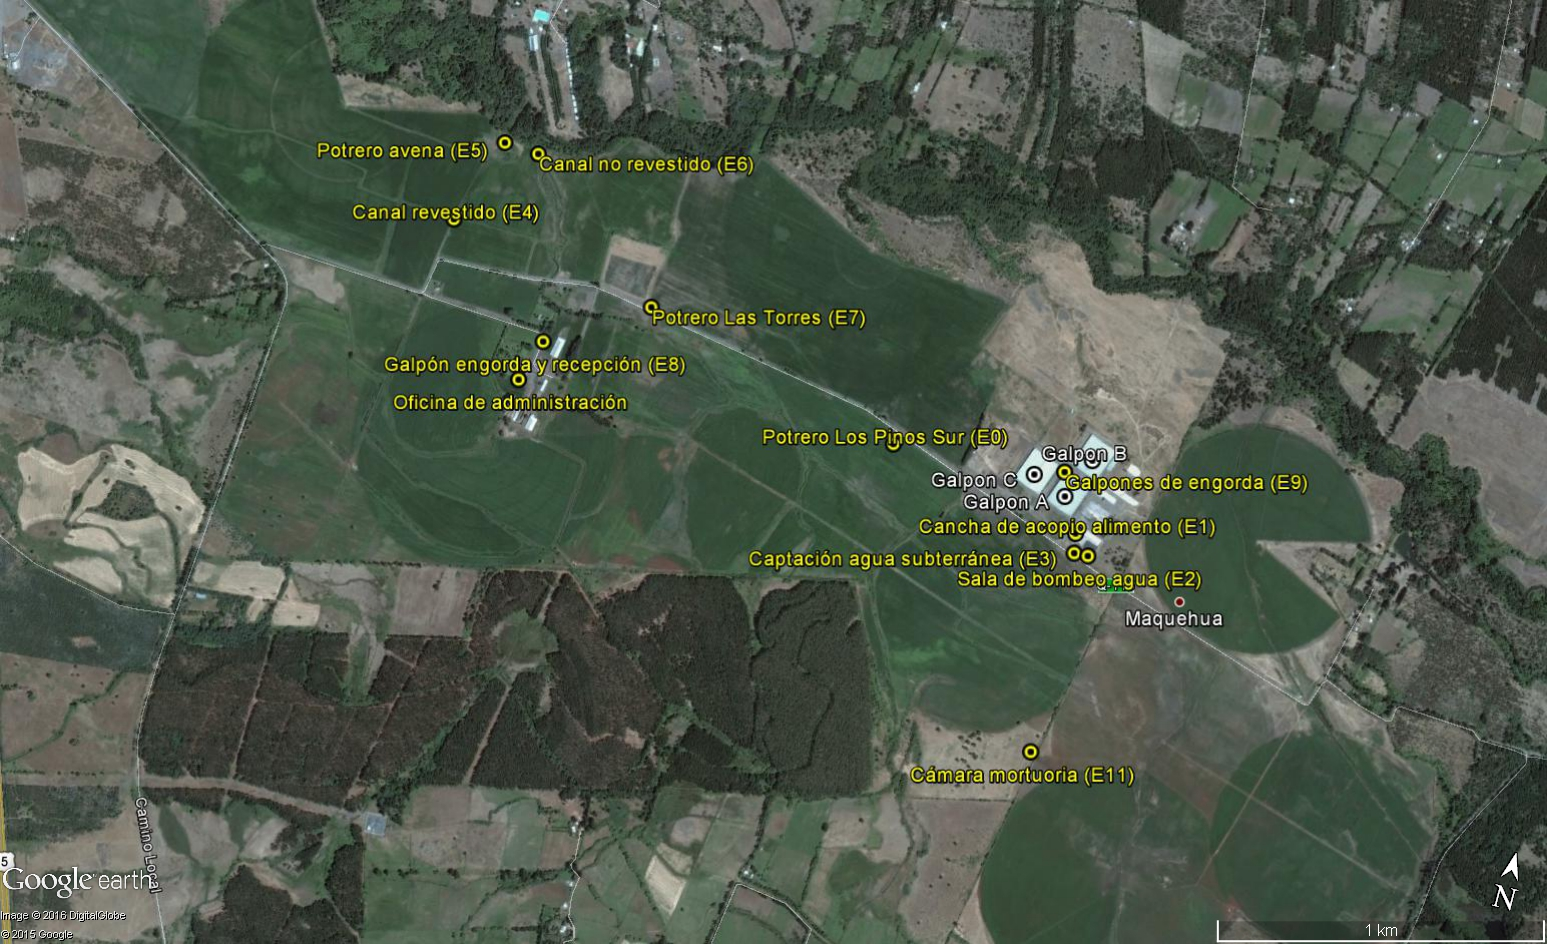 Potrero avena (E5)
Canal no revestido (E6)
Canal revestido (E4)
Potrero Las Torres (E7)
Galpón engorda y recepción (E8)
Oficina de administración
Potrero Los Pinos Sur (E0)
Galpon B
Galpon C
Galpones de engorda (E9)
Galpon A
Cancha de acopio alimento (E1)
Captación agua subterránea (E3)
Sala de bombeo agua (E2)
Maquehua
Cámara mortuoria (E11)
Camino Local
5
Google earth
N
Image © 2016 DigitalGlobe
© 2015 Google
1 km